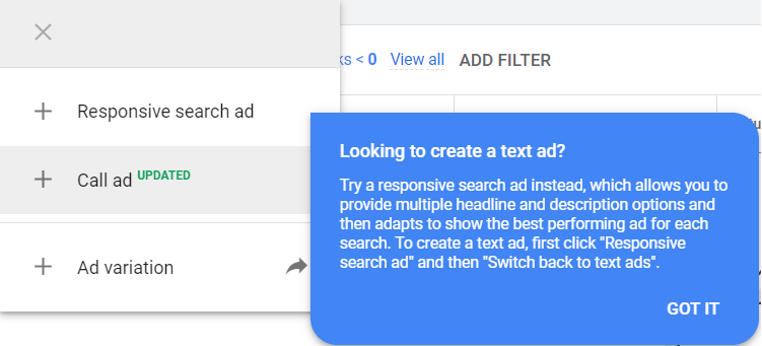 < 0 View all ADD FILTER
Responsive search ad
Looking to create a text ad?
Call ad UPDATED
Try a responsive search ad instead, which allows you to
provide multiple headline and description options and
then adapts to show the best performing ad for each
search. To create a text ad, first click "Responsive
search ad" and then "Switch back to text ads".
Ad variation
GOT IT